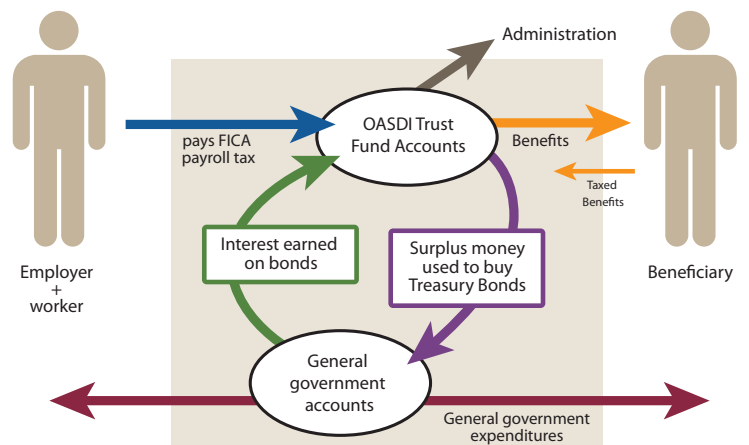 Administration
OASDI Trust
Fund Accounts
pays FICA
payroll tax
Benefits
Taxed
Benefits
Interest earned
on bonds
Surplus money
used to buy
Treasury Bonds
Employer
+
worker
Beneficiary
General
government
accounts
General government
expenditures